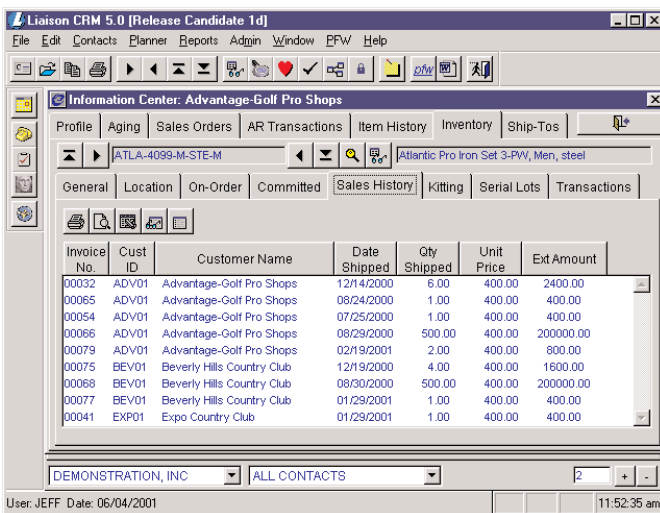 Liaison CRM 5.0 [Release Candidate 1d]
File Edit Contacts Planner Reports Admin Window PFW Help
pfw W
Information Center: Advantage-Golf Pro Shops
Profile Aging Sales Orders AR Transactions Item History Inventory Ship-Tos
ATLA-4099-M-STE-M Atlantic Pro Iron Set 3-PW, Men, steel
General Location On-Order Committed Sales History Kitting Serial Lots Transactions
Invoice No. Cust ID Customer Name Date Shipped Qty Shipped Unit Price Ext Amount
00032 ADV01 Advantage-Golf Pro Shops 12/14/2000 6.00 400.00 2400.00
00065 ADV01 Advantage-Golf Pro Shops 08/24/2000 1.00 400.00 400.00
00054 ADV01 Advantage-Golf Pro Shops 07/25/2000 1.00 400.00 400.00
00066 ADV01 Advantage-Golf Pro Shops 08/29/2000 500.00 400.00 200000.00
00079 ADV01 Advantage-Golf Pro Shops 02/19/2001 2.00 400.00 800.00
00075 BEV01 Beverly Hills Country Club 12/19/2000 4.00 400.00 1600.00
00068 BEV01 Beverly Hills Country Club 08/30/2000 500.00 400.00 200000.00
00077 BEV01 Beverly Hills Country Club 01/29/2001 1.00 400.00 400.00
00041 EXP01 Expo Country Club 01/29/2001 1.00 400.00 400.00
DEMONSTRATION, INC ALL CONTACTS 2 + -
User: JEFF Date: 06/04/2001 11:52:35 am